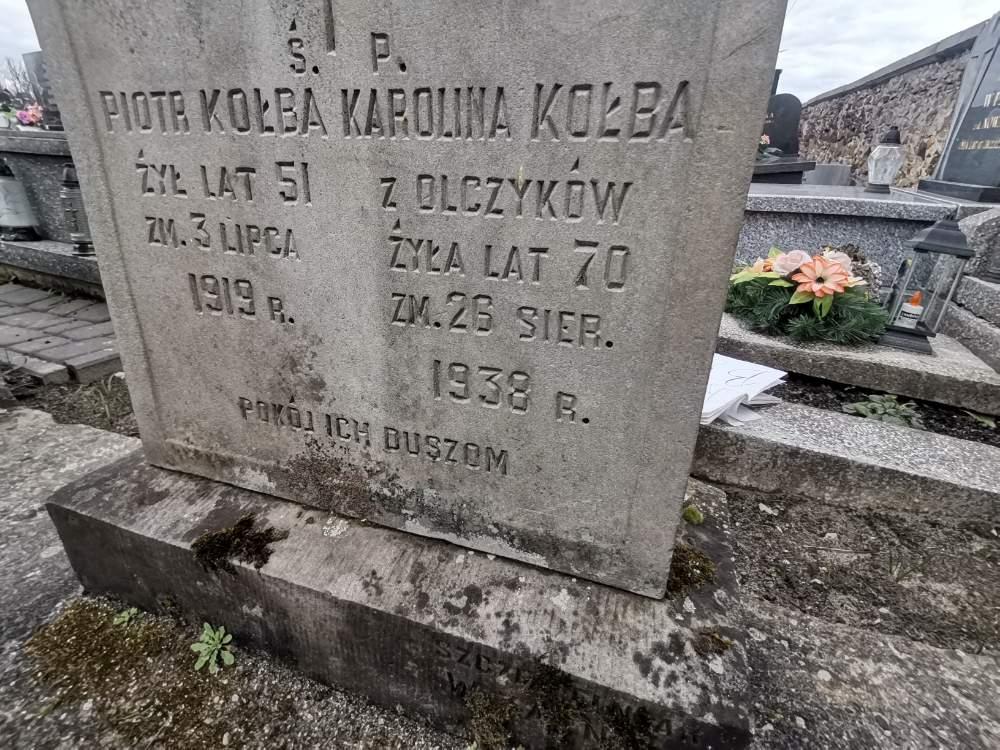 Ś. P.
PIOTR KOŁBA
ŻYŁ LAT 51
ZM. 3 LIPCA
1919 R.
KAROLINA KOŁBA
Z OLCZYKÓW
ŻYŁA LAT 70
ZM. 26 SIER.
1938 R.
POKÓJ ICH DUSZOM